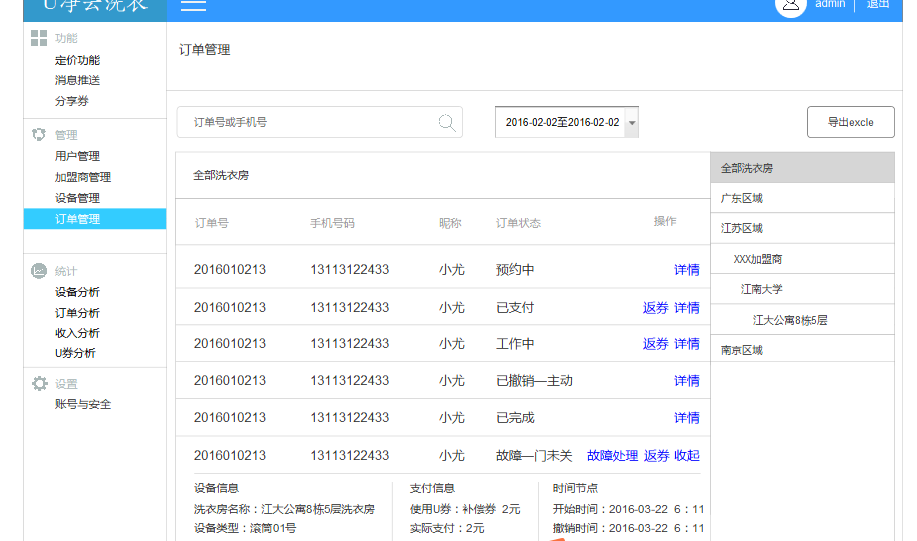 U净云洗衣
admin
退出
功能
定价功能
消息推送
分享券
管理
用户管理
加盟商管理
设备管理
订单管理
统计
设备分析
订单分析
收入分析
U券分析
设置
账号与安全
订单管理
订单号或手机号
2016-02-02至2016-02-02
导出excle
全部洗衣房
订单号 手机号码 昵称 订单状态 操作
2016010213 13113122433 小尤 预约中 详情
2016010213 13113122433 小尤 已支付 返券 详情
2016010213 13113122433 小尤 工作中 返券 详情
2016010213 13113122433 小尤 已撤销—主动 详情
2016010213 13113122433 小尤 已完成 详情
2016010213 13113122433 小尤 故障—门未关 故障处理 返券 收起
设备信息
洗衣房名称：江大公寓8栋5层洗衣房
设备类型：滚筒01号
支付信息
使用U券：补偿券 2元
实际支付：2元
时间节点
开始时间：2016-03-22 6：11
撤销时间：2016-03-22 6：11
全部洗衣房
广东区域
江苏区域
XXX加盟商
江南大学
江大公寓8栋5层
南京区域